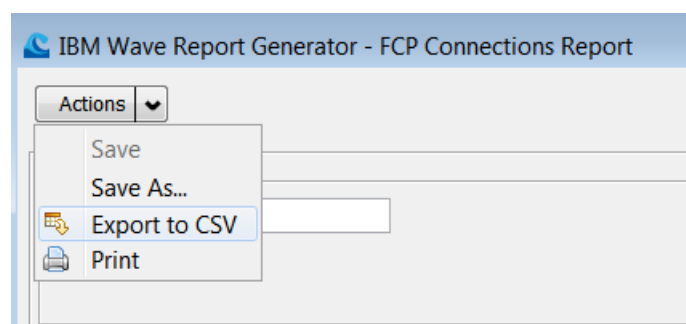 IBM Wave Report Generator - FCP Connections Report
Actions
Save
Save As...
Export to CSV
Print